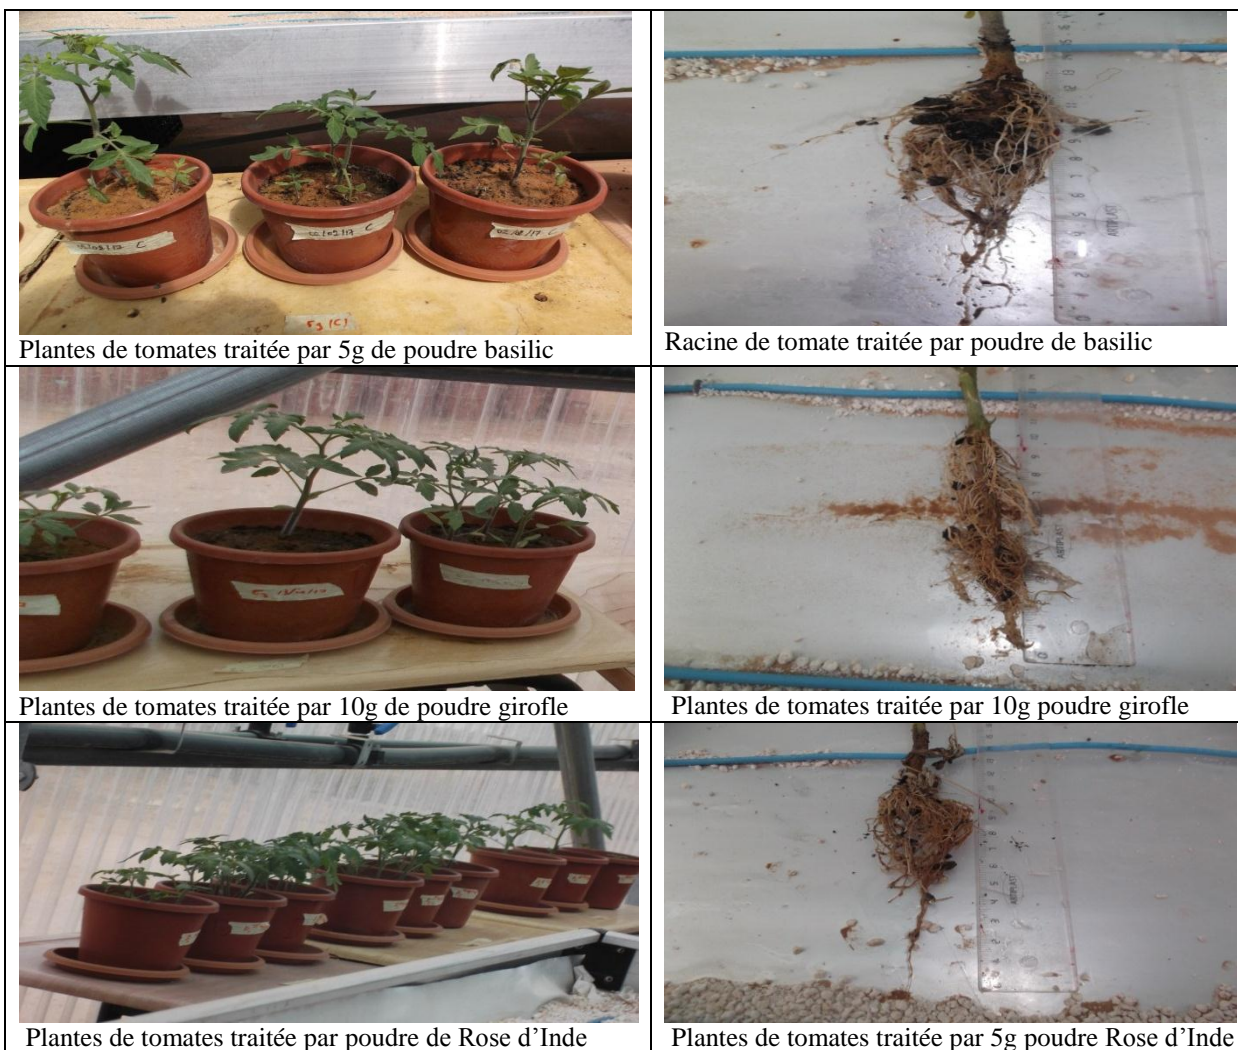 Plantes de tomates traitée par 5g de poudre basilic
Racine de tomate traitée par poudre de basilic
Plantes de tomates traitée par 10g de poudre girofle
Plantes de tomates traitée par 10g poudre girofle
Plantes de tomates traitée par poudre de Rose d’Inde
Plantes de tomates traitée par 5g poudre Rose d’Inde